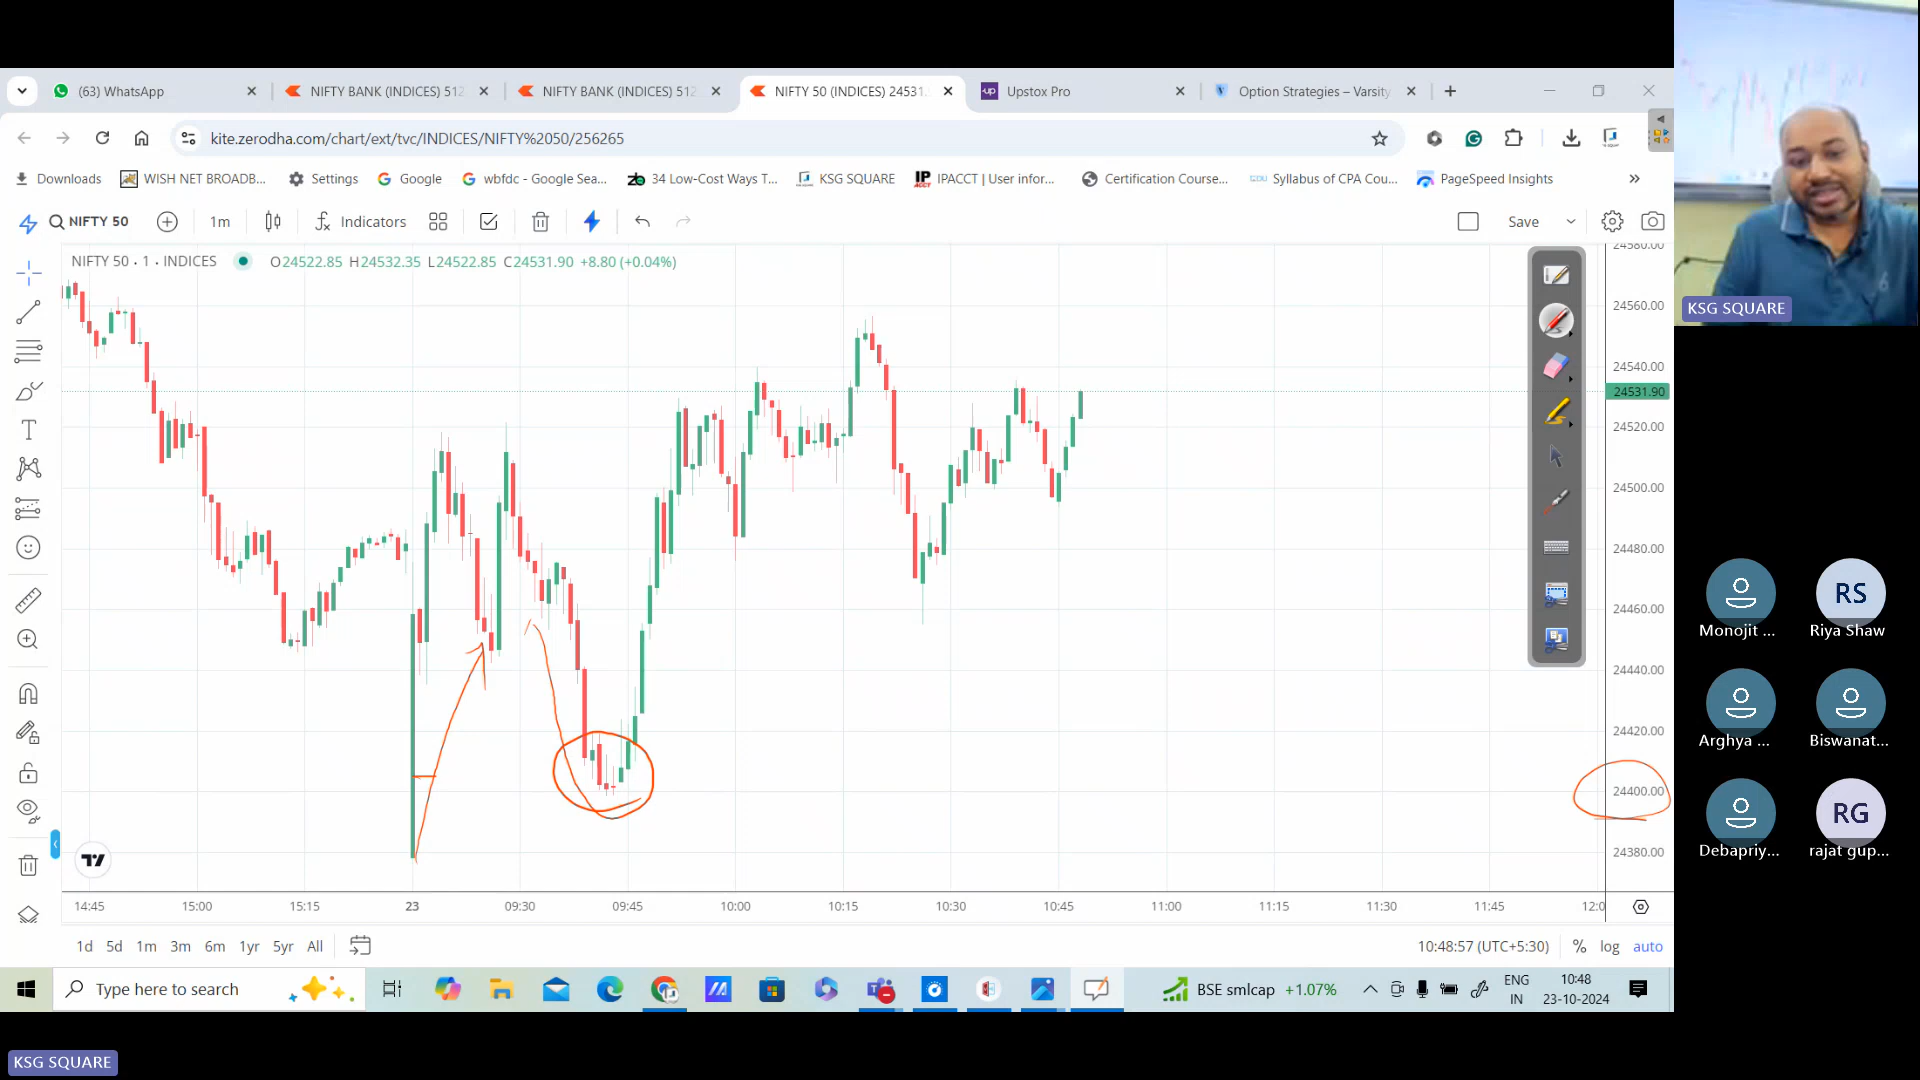 (63) WhatsApp
NIFTY BANK (INDICES) 512
NIFTY BANK (INDICES) 512
NIFTY 50 (INDICES) 24531.
Upstox Pro
Option Strategies – Varsity
kite.zerodha.com/chart/ext/tvc/INDICES/NIFTY%2050/256265
Downloads
WISH NET BROADB...
Settings
Google
wbfdc - Google Sea...
34 Low-Cost Ways T...
KSG SQUARE
IPACCT | User infor...
Certification Course...
Syllabus of CPA Cou...
PageSpeed Insights
NIFTY 50
1m
Indicators
Save
NIFTY 50 · 1 · INDICES
O24522.85 H24532.35 L24522.85 C24531.90 +8.80 (+0.04%)
24580.00
24560.00
24540.00
24531.90
24520.00
24500.00
24480.00
24460.00
24440.00
24420.00
24400.00
24380.00
14:45 15:00 15:15 23 09:30 09:45 10:00 10:15 10:30 10:45 11:00 11:15 11:30 11:45 12:0
1d 5d 1m 3m 6m 1yr 5yr All
10:48:57 (UTC+5:30) % log auto
Type here to search
BSE smlcap +1.07%
ENG
IN
10:48
23-10-2024
KSG SQUARE
Monojit ...
RS
Riya Shaw
Arghya ...
Biswanat...
Debapriy...
RG
rajat gup...
KSG SQUARE